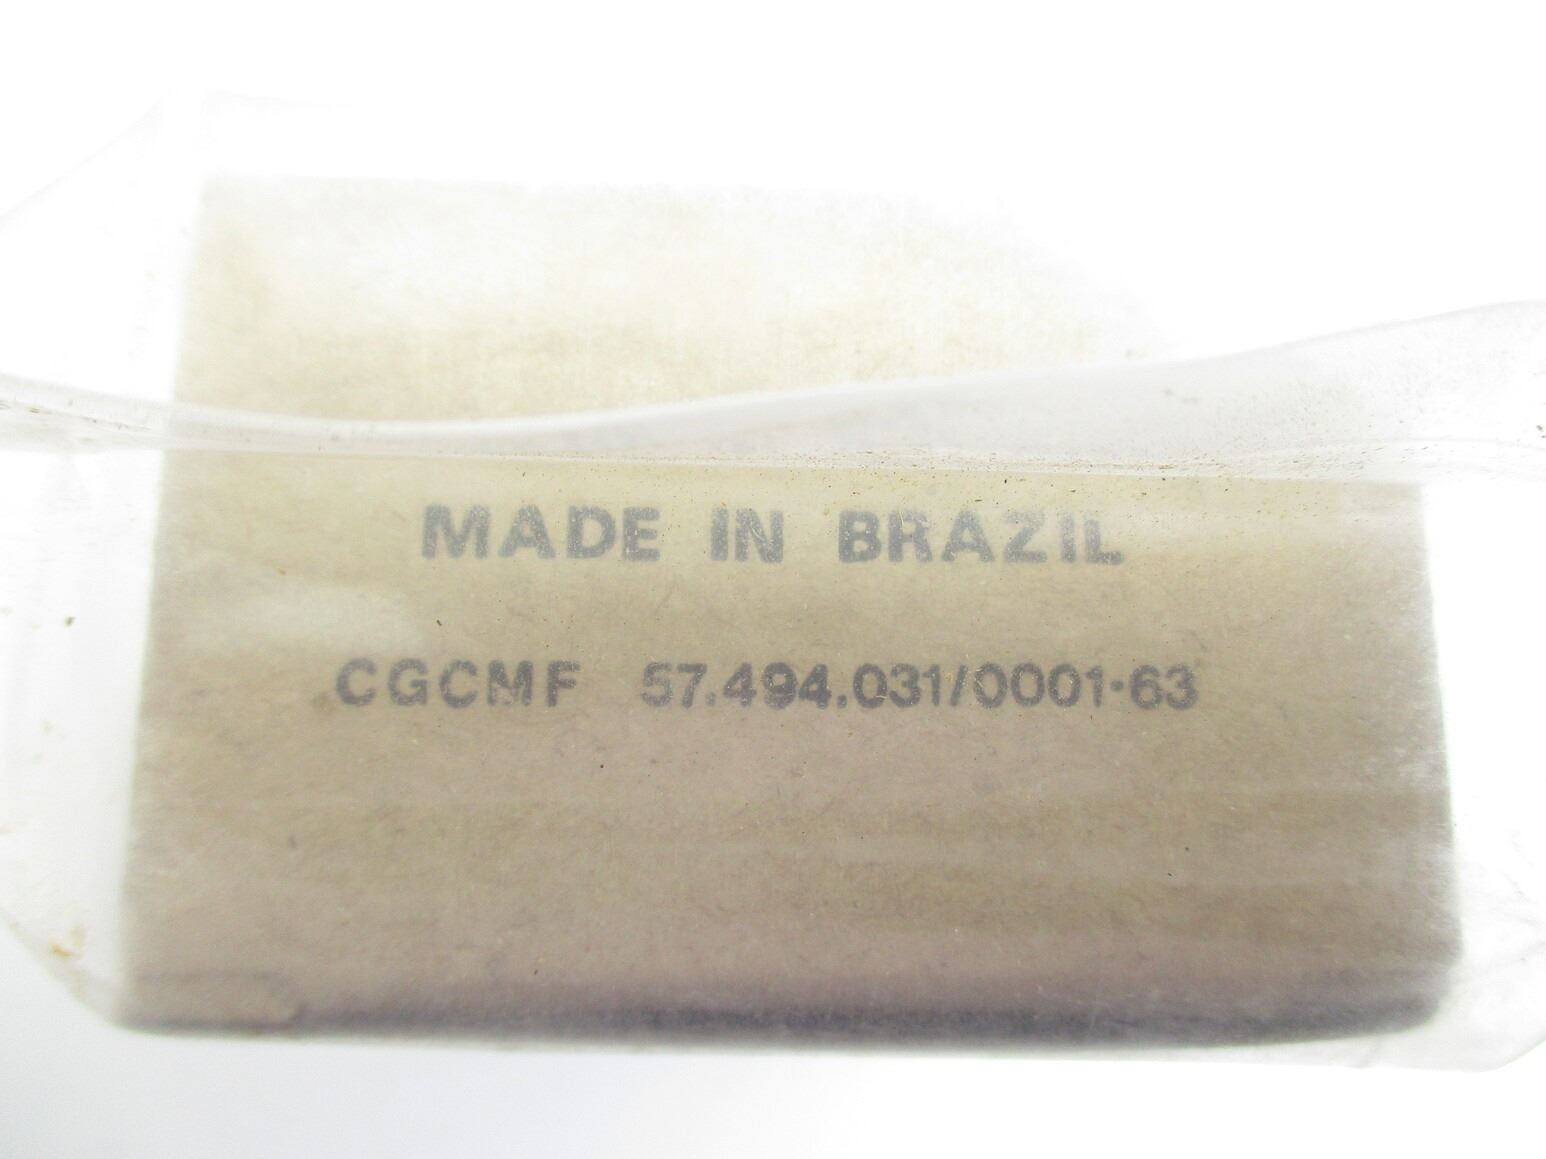 MADE IN BRAZIL
CGCMF 57.494.031/0001-63